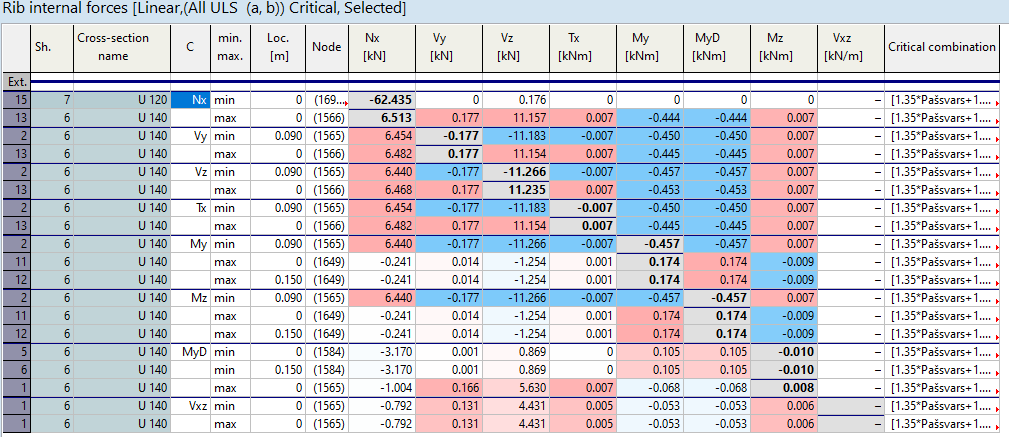 Rib internal forces [Linear,(All ULS (a, b)) Critical, Selected]
Sh. Cross-section name C min. max. Loc. [m] Node Nx [kN] Vy [kN] Vz [kN] Tx [kNm] My [kNm] MyD [kNm] Mz [kNm] Vxz [kN/m] Critical combination
Ext.
15 7 U 120 Nx min 0 (169... -62.435 0 0.176 0 0 0 0 – [1.35*Pašsvars+1....
13 6 U 140 max 0 (1566) 6.513 0.177 11.157 0.007 -0.444 -0.444 0.007 – [1.35*Pašsvars+1....
2 6 U 140 Vy min 0.090 (1565) 6.454 -0.177 -11.183 -0.007 -0.450 -0.450 0.007 – [1.35*Pašsvars+1....
13 6 U 140 max 0 (1566) 6.482 0.177 11.154 0.007 -0.445 -0.445 0.007 – [1.35*Pašsvars+1....
2 6 U 140 Vz min 0.090 (1565) 6.440 -0.177 -11.266 -0.007 -0.457 -0.457 0.007 – [1.35*Pašsvars+1....
13 6 U 140 max 0 (1566) 6.468 0.177 11.235 0.007 -0.453 -0.453 0.007 – [1.35*Pašsvars+1....
2 6 U 140 Tx min 0.090 (1565) 6.454 -0.177 -11.183 -0.007 -0.450 -0.450 0.007 – [1.35*Pašsvars+1....
13 6 U 140 max 0 (1566) 6.482 0.177 11.154 0.007 -0.445 -0.445 0.007 – [1.35*Pašsvars+1....
2 6 U 140 My min 0.090 (1565) 6.440 -0.177 -11.266 -0.007 -0.457 -0.457 0.007 – [1.35*Pašsvars+1....
11 6 U 140 max 0 (1649) -0.241 0.014 -1.254 0.001 0.174 0.174 -0.009 – [1.35*Pašsvars+1....
12 6 U 140 max 0.150 (1649) -0.241 0.014 -1.254 0.001 0.174 0.174 -0.009 – [1.35*Pašsvars+1....
2 6 U 140 Mz min 0.090 (1565) 6.440 -0.177 -11.266 -0.007 -0.457 -0.457 0.007 – [1.35*Pašsvars+1....
11 6 U 140 max 0 (1649) -0.241 0.014 -1.254 0.001 0.174 0.174 -0.009 – [1.35*Pašsvars+1....
12 6 U 140 max 0.150 (1649) -0.241 0.014 -1.254 0.001 0.174 0.174 -0.009 – [1.35*Pašsvars+1....
5 6 U 140 MyD min 0 (1584) -3.170 0.001 0.869 0 0.105 0.105 -0.010 – [1.35*Pašsvars+1....
6 6 U 140 min 0.150 (1584) -3.170 0.001 0.869 0 0.105 0.105 -0.010 – [1.35*Pašsvars+1....
1 6 U 140 max 0 (1565) -1.004 0.166 5.630 0.007 -0.068 -0.068 0.008 – [1.35*Pašsvars+1....
1 6 U 140 Vxz min 0 (1565) -0.792 0.131 4.431 0.005 -0.053 -0.053 0.006 – [1.35*Pašsvars+1....
1 6 U 140 max 0 (1565) -0.792 0.131 4.431 0.005 -0.053 -0.053 0.006 – [1.35*Pašsvars+1....